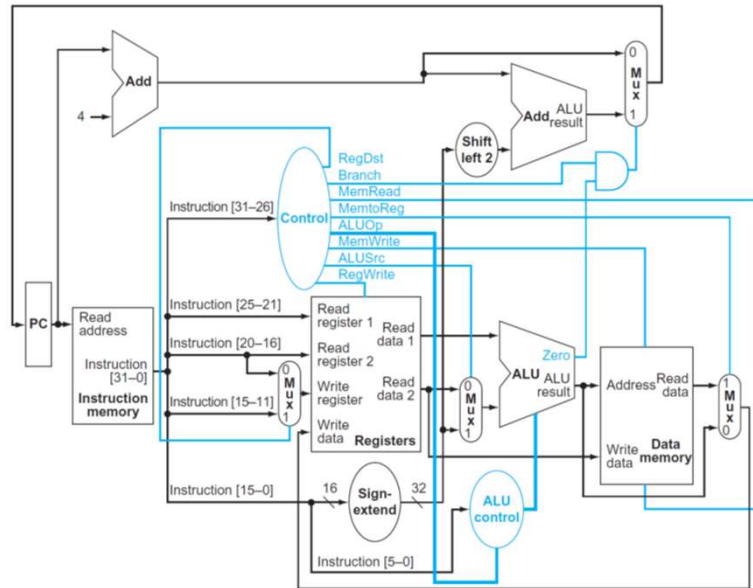 0
M
u
x
1
Add
4
Add
ALU
result
Shift
left 2
RegDst
Branch
MemRead
MemtoReg
ALUOp
MemWrite
ALUSrc
RegWrite
Control
Instruction [31–26]
PC
Read
address
Instruction
[31–0]
Instruction
memory
Instruction [25–21]
Instruction [20–16]
Instruction [15–11]
0
M
u
x
1
Read
register 1
Read
register 2
Write
register
Write
data
Read
data 1
Read
data 2
Registers
0
M
u
x
1
Zero
ALU
ALU
result
Address
Read
data
Write
data
Data
memory
1
M
u
x
0
Instruction [15–0]
16
Sign-
extend
32
ALU
control
Instruction [5–0]